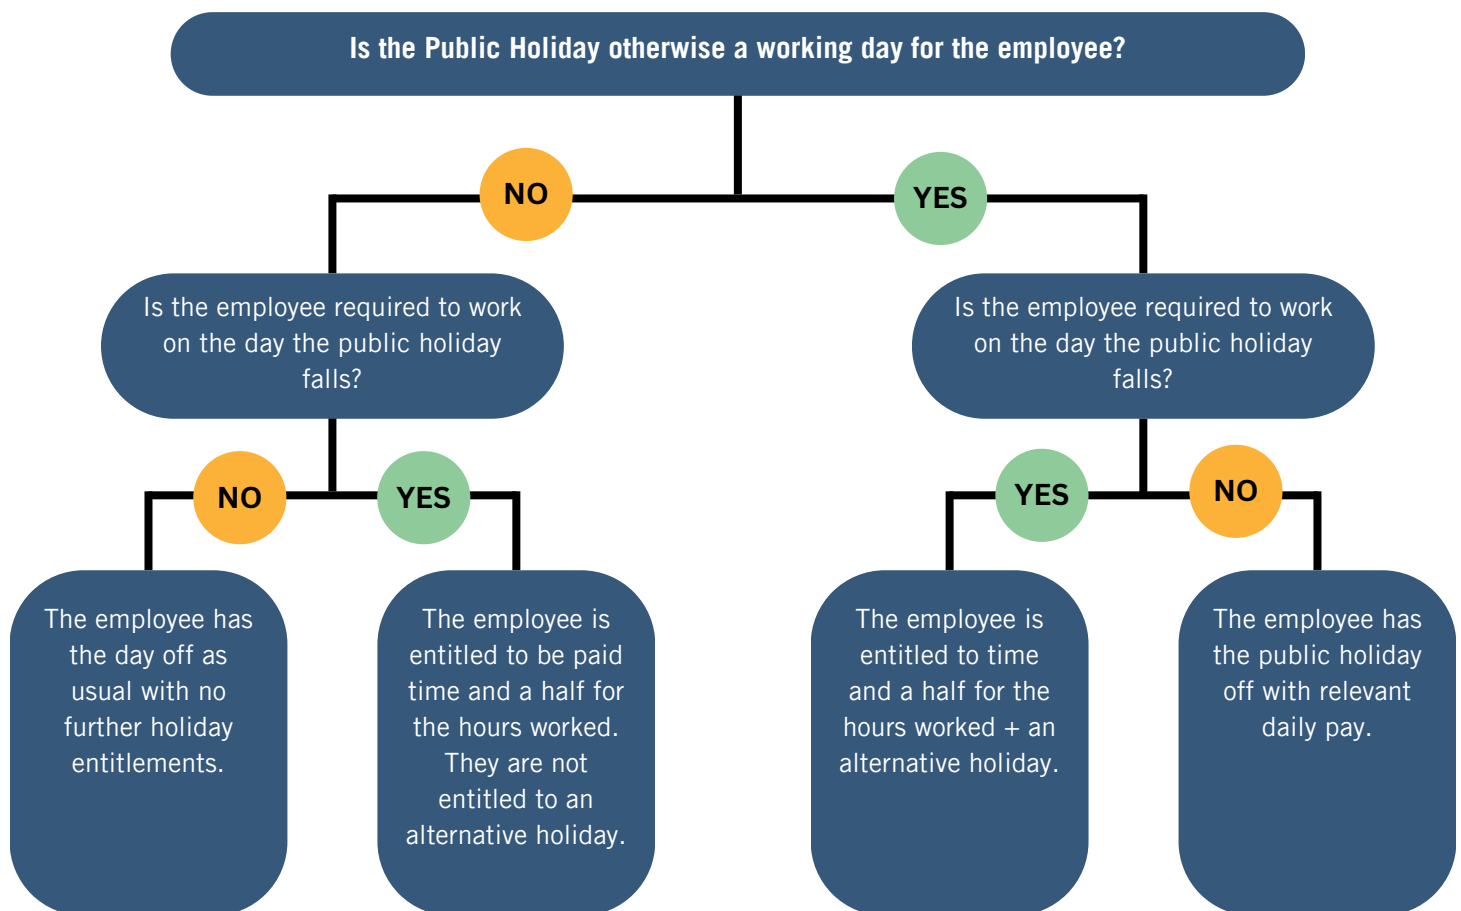 Is the Public Holiday otherwise a working day for the employee?
NO
YES
Is the employee required to work
on the day the public holiday
falls?
Is the employee required to work
on the day the public holiday
falls?
NO
YES
YES
NO
The employee has
the day off as
usual with no
further holiday
entitlements.
The employee is
entitled to be paid
time and a half for
the hours worked.
They are not
entitled to an
alternative holiday.
The employee is
entitled to time
and a half for the
hours worked + an
alternative holiday.
The employee has
the public holiday
off with relevant
daily pay.